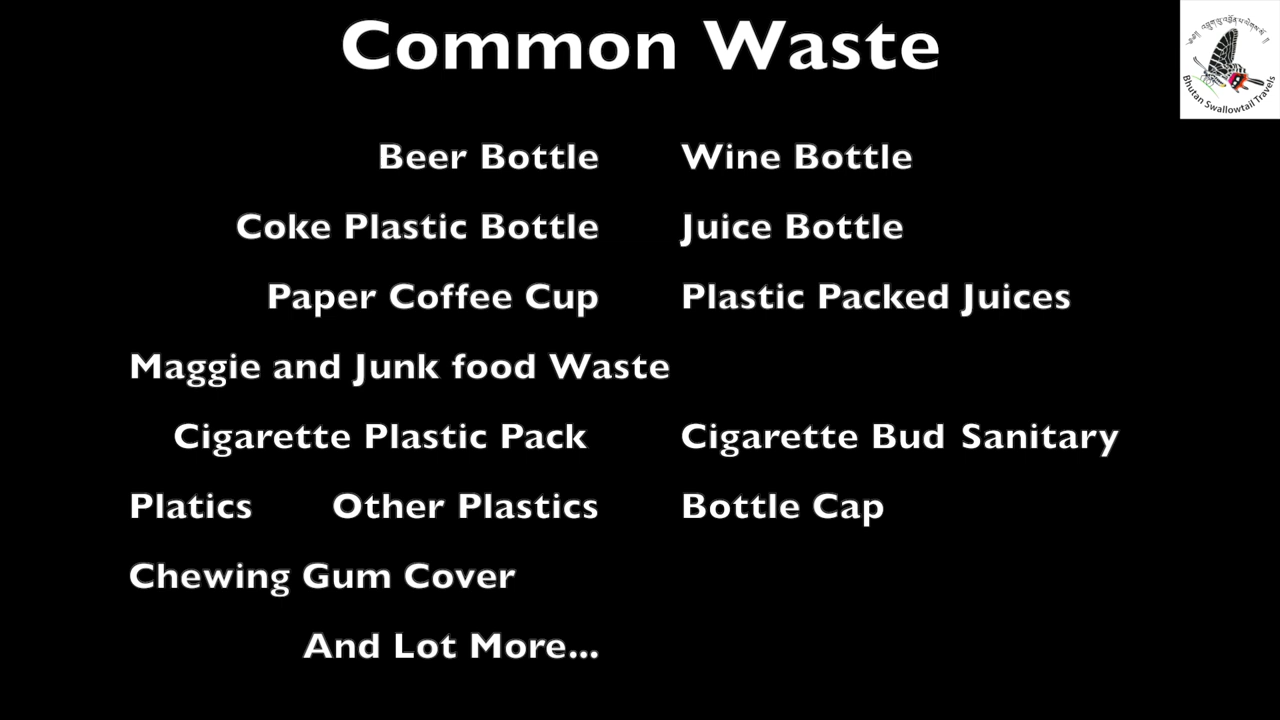 Common Waste
Bhutan Swallowtail Travels
Beer Bottle Wine Bottle
Coke Plastic Bottle Juice Bottle
Paper Coffee Cup Plastic Packed Juices
Maggie and Junk food Waste
Cigarette Plastic Pack Cigarette Bud Sanitary
Platics Other Plastics Bottle Cap
Chewing Gum Cover
And Lot More...